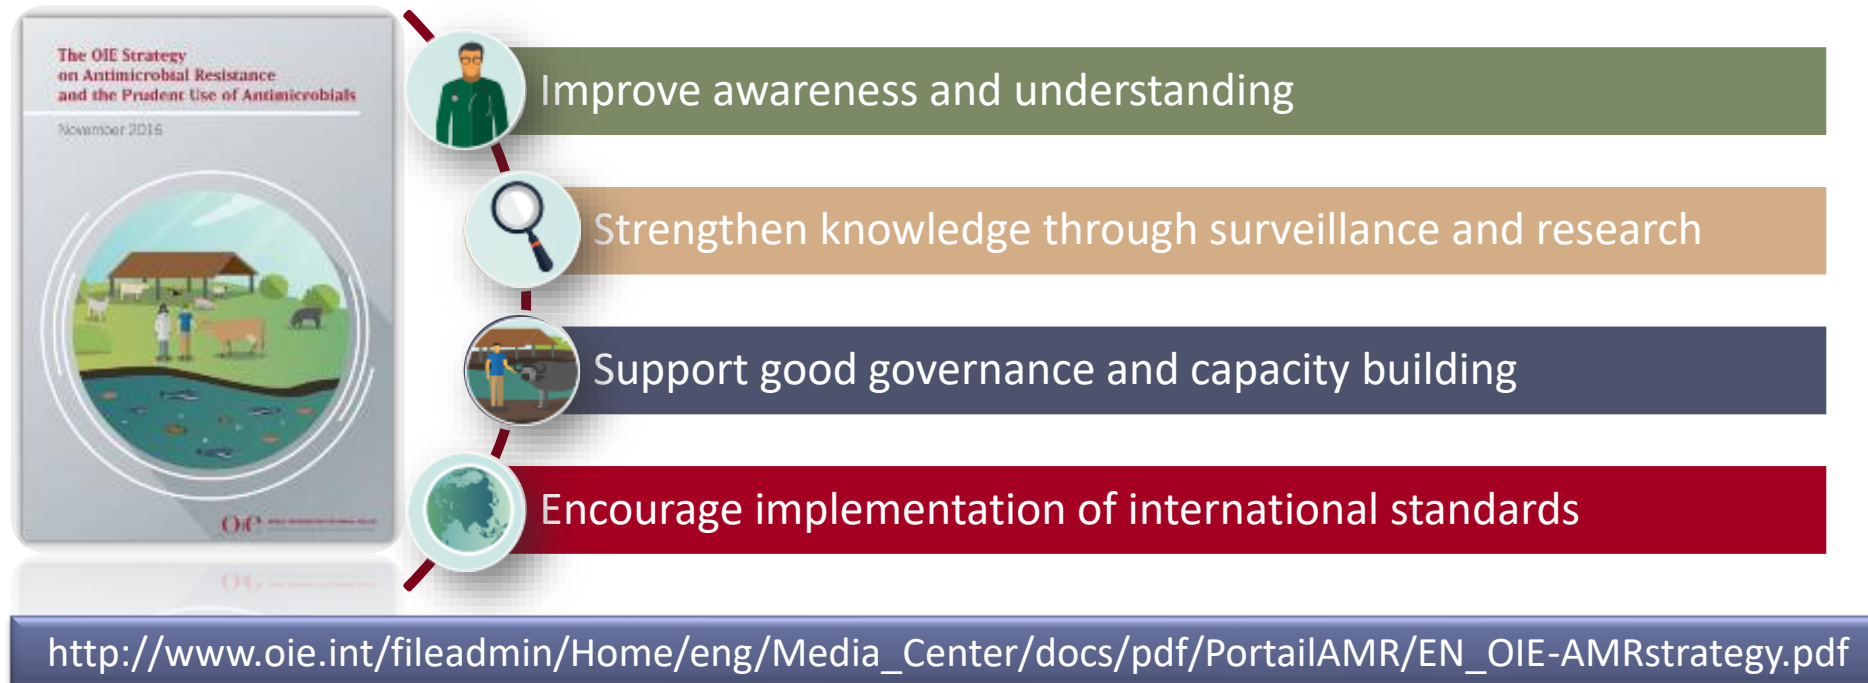 The OIE Strategy
on Antimicrobial Resistance
and the Prudent Use of Antimicrobials
November 2016
OiE
Improve awareness and understanding
Strengthen knowledge through surveillance and research
Support good governance and capacity building
Encourage implementation of international standards
http://www.oie.int/fileadmin/Home/eng/Media_Center/docs/pdf/PortailAMR/EN_OIE-AMRstrategy.pdf